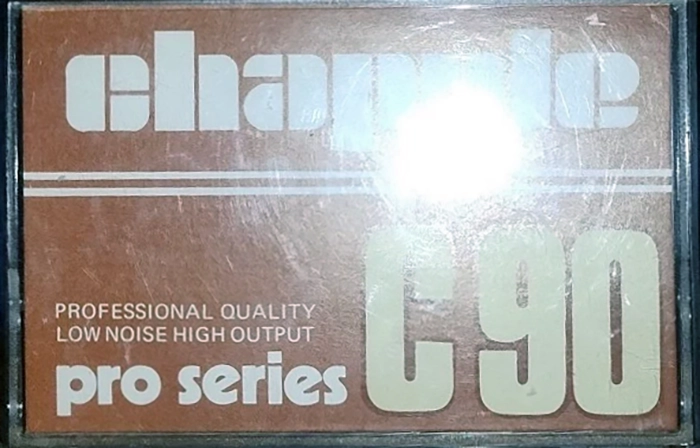 PROFESSIONAL QUALITY
LOW NOISE HIGH OUTPUT
pro series
C90